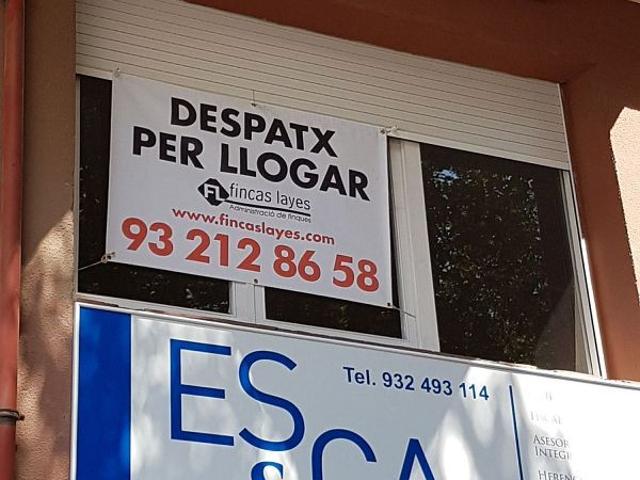 DESPATX
PER LLOGAR
FL fincas layes
Administració de finques
www.fincaslayes.com
93 212 86 58
Tel. 932 493 114
ES
& CA